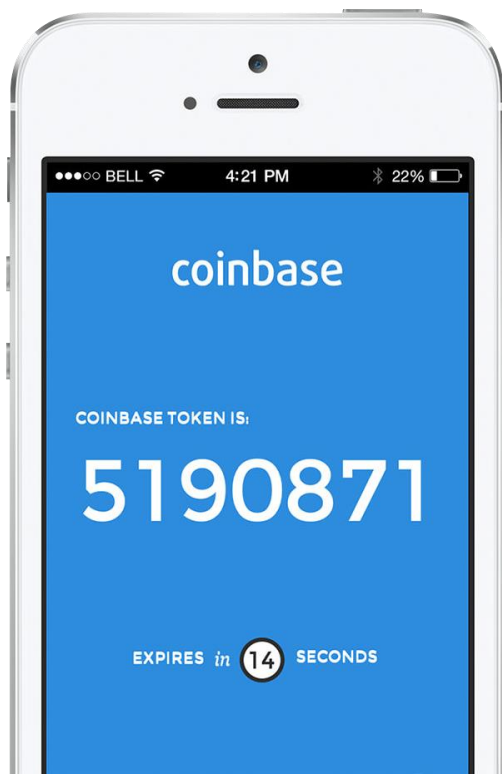 ●●●○○ BELL 4:21 PM 22%
coinbase
COINBASE TOKEN IS:
5190871
EXPIRES in 14 SECONDS